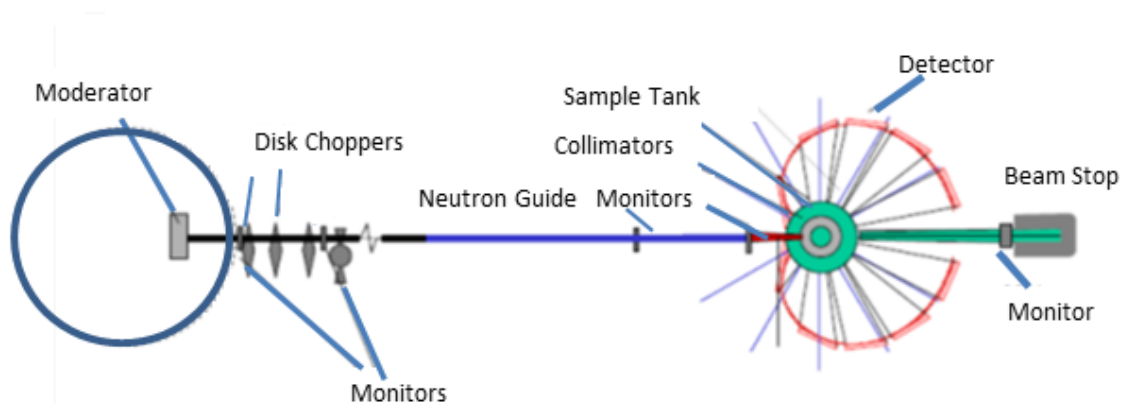 Detector
Sample Tank
Moderator
Disk Choppers
Collimators
Beam Stop
Neutron Guide
Monitors
Monitor
Monitors